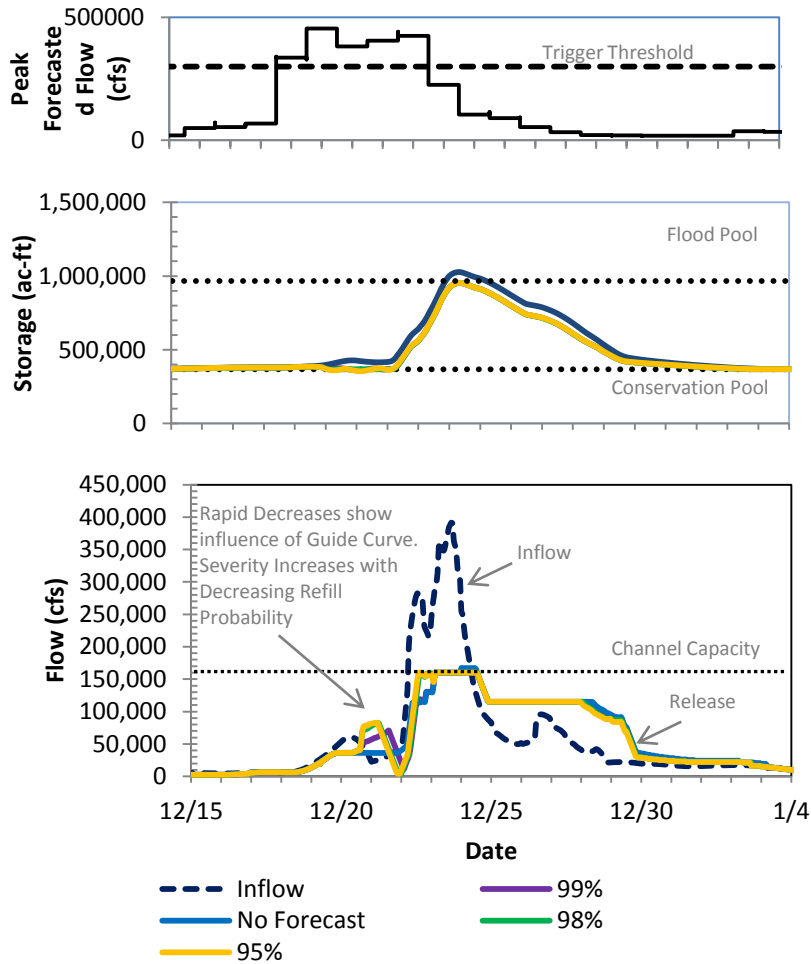 Peak
Forecaste
d Flow
(cfs)
500000
0
Trigger Threshold
Storage (ac-ft)
1,500,000
1,000,000
500,000
0
Flood Pool
Conservation Pool
Flow (cfs)
450,000
400,000
350,000
300,000
250,000
200,000
150,000
100,000
50,000
0
Rapid Decreases show
influence of Guide Curve.
Severity Increases with
Decreasing Refill
Probability
Inflow
Channel Capacity
Release
12/15
12/20
12/25
12/30
1/4
Date
Inflow
99%
No Forecast
98%
95%